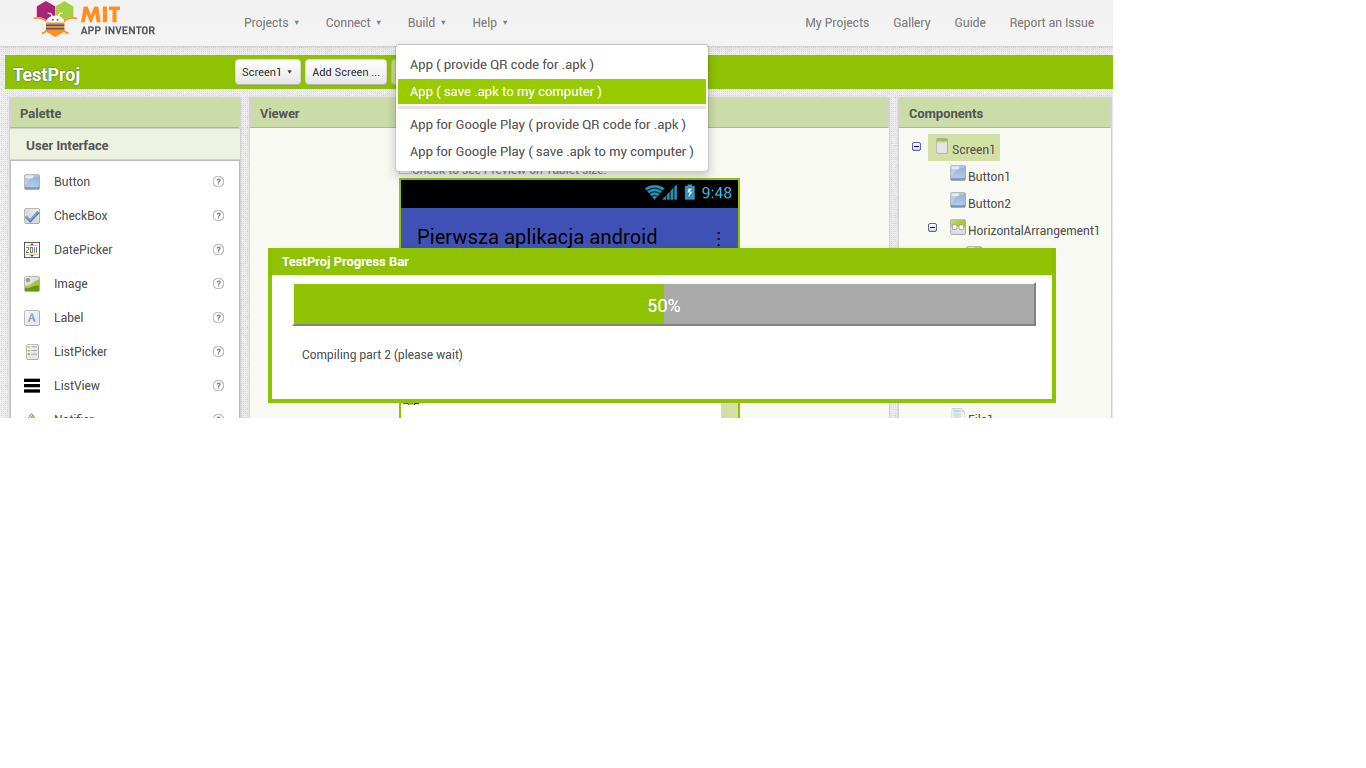 MIT
APP INVENTOR
Projects Connect Build Help My Projects Gallery Guide Report an Issue
TestProj Screen1 Add Screen ...
App ( provide QR code for .apk )
App ( save .apk to my computer )
App for Google Play ( provide QR code for .apk )
App for Google Play ( save .apk to my computer )
Palette Viewer Components
User Interface
Button ?
CheckBox ?
DatePicker ?
Image ?
Label ?
ListPicker ?
ListView ?
Notifier
Check to see Preview on Tablet size.
9:48
Pierwsza aplikacja android
TestProj Progress Bar
50%
Compiling part 2 (please wait)
Screen1
Button1
Button2
HorizontalArrangement1
File1